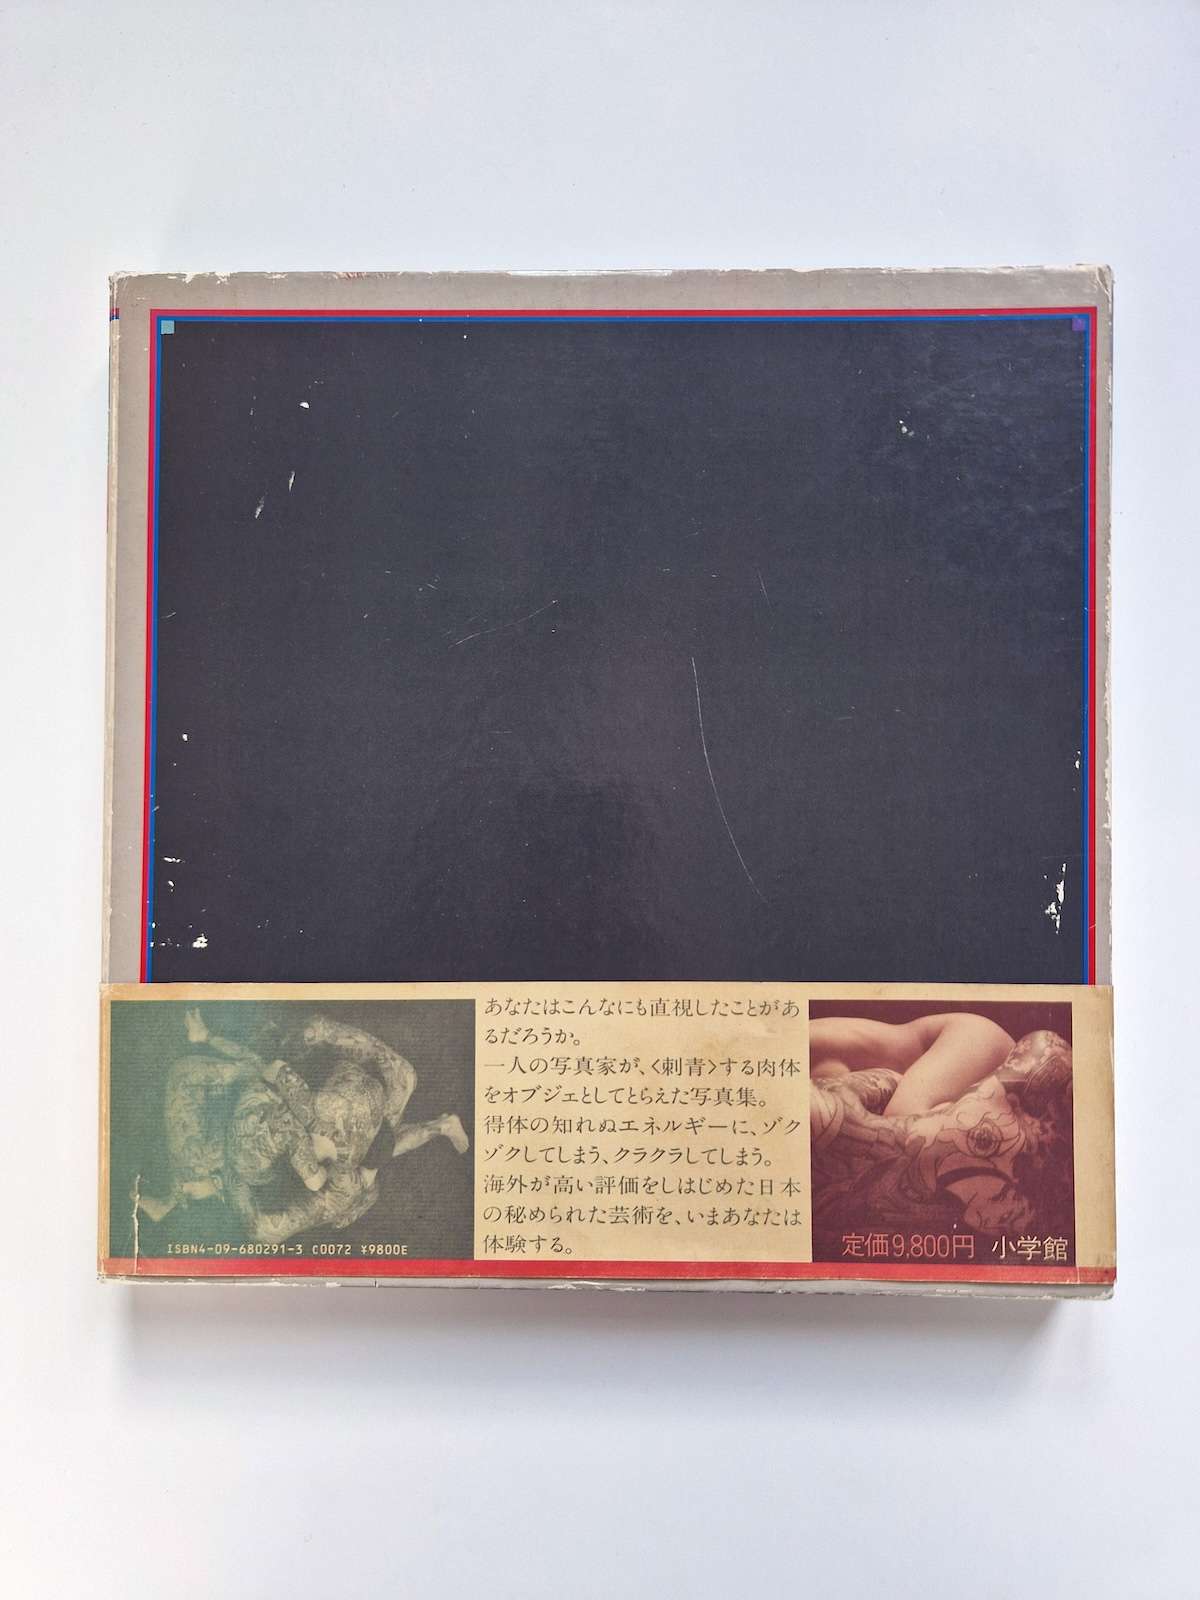 あなたはこんなにも直視したことがあ
るだろうか。
一人の写真家が、〈刺青〉する肉体
をオブジェとしてとらえた写真集。
得体の知れぬエネルギーに、ゾク
ゾクしてしまう、クラクラしてしまう。
海外が高い評価をしはじめた日本
の秘められた芸術を、いまあなたは
体験する。
ISBN4-09-680291-3 C0072 ¥9800E
定価9,800円 小学館